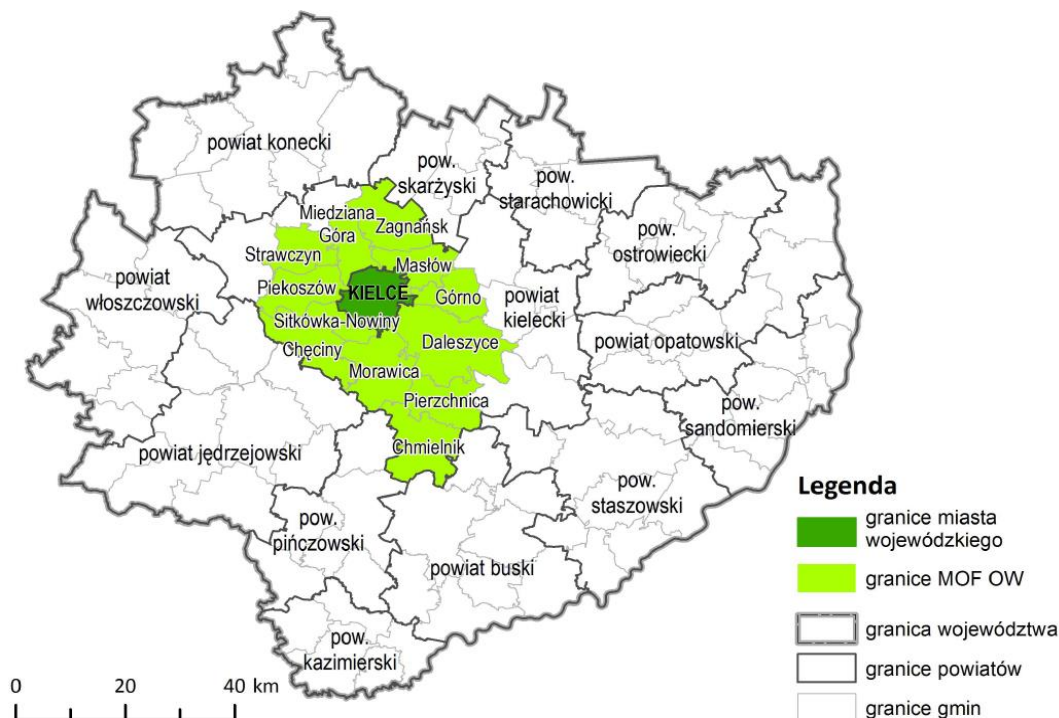 powiat konecki
pow.
skarżyski
pow.
starachowicki
Miedziana
Góra
Zagnańsk
pow.
ostrowiecki
Strawczyn
Masłów
powiat
włoszczowski
Piekoszów
KIELCE
Górno
powiat
kielecki
Sitkówka-Nowiny
Chęciny
Daleszyce
powiat opatowski
Morawica
Pierzchnica
pow.
sandomierski
Chmielnik
powiat jędrzejowski
pow.
staszowski
pow.
pińczowski
powiat buski
pow.
kazimierski
0 20 40 km
Legenda
granice miasta
wojewódzkiego
granice MOF OW
granica województwa
granice powiatów
granice gmin